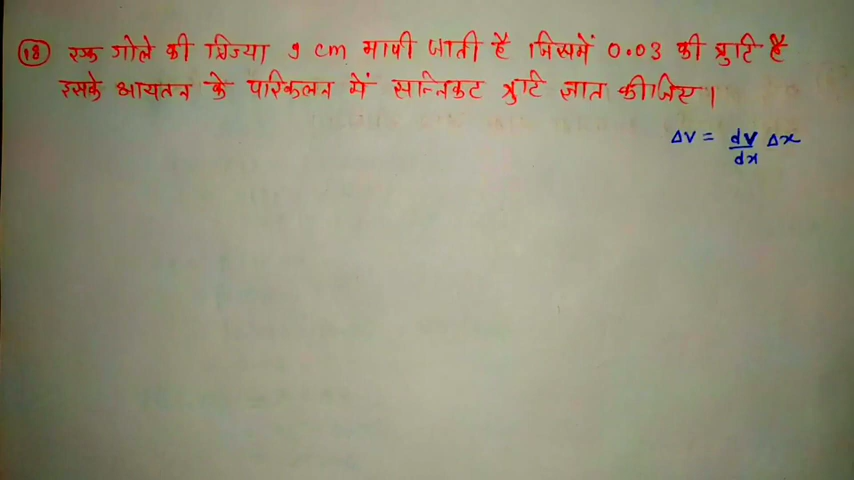 (18) एक गोले की त्रिज्या 9 cm मापी जाती है जिसमें 0.03 की त्रुटि है
इसके आयतन के परिकलन में सन्निकट त्रुटि ज्ञात कीजिए।
ΔV = dV/dx Δx